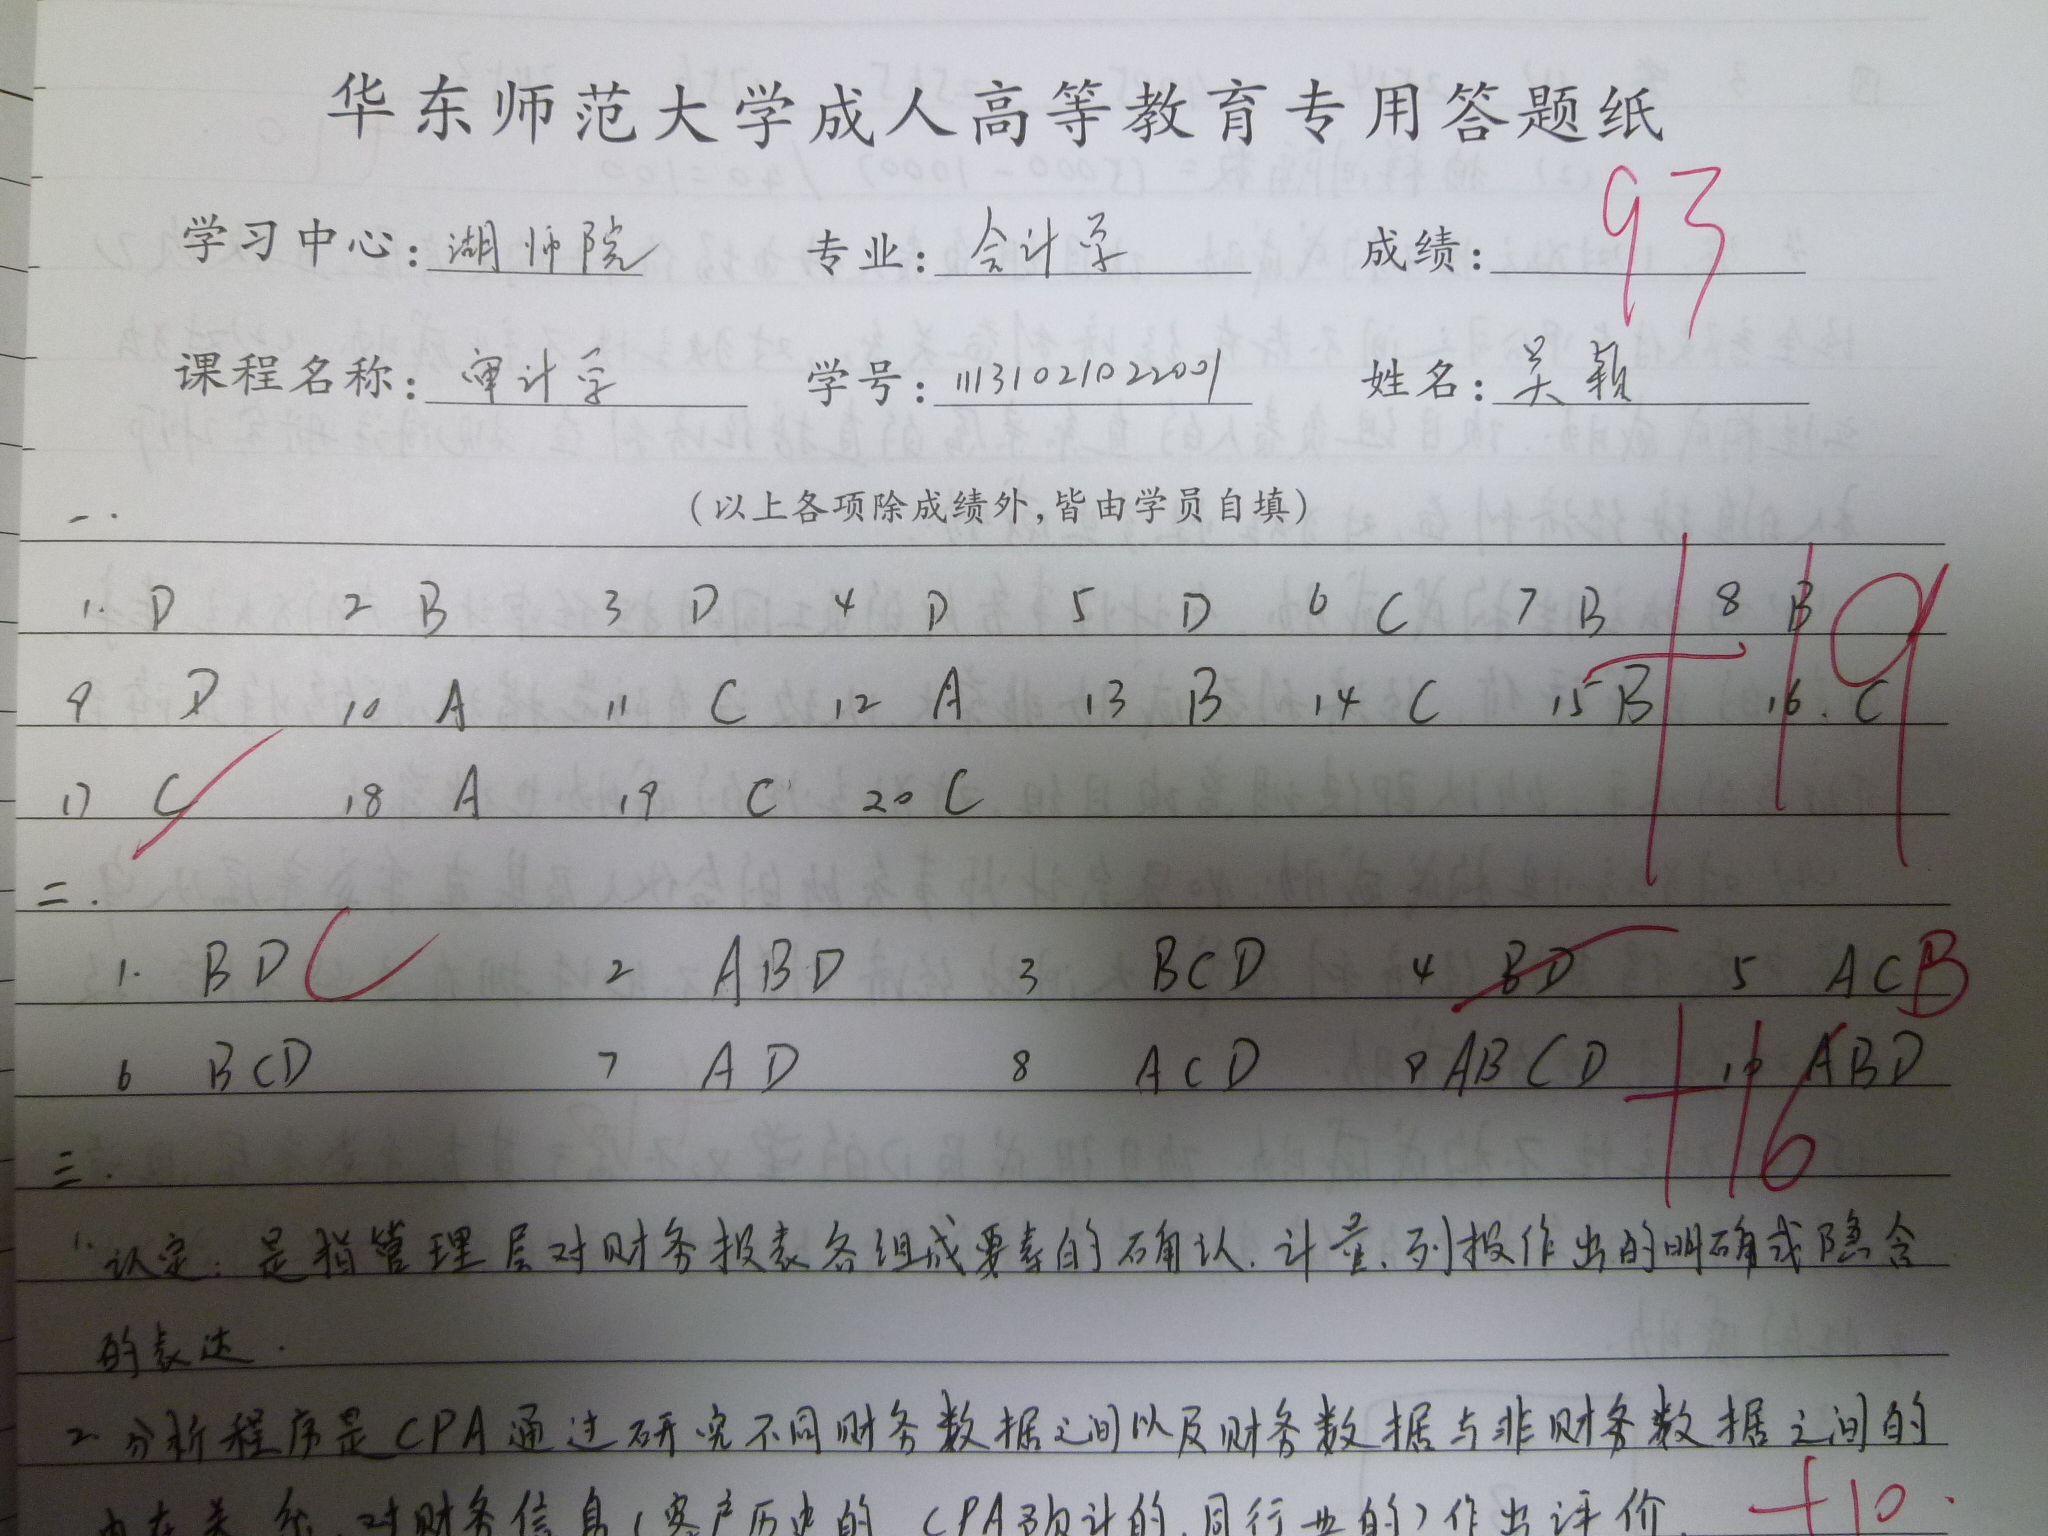 华东师范大学成人高等教育专用答题纸
学习中心:湖师院 专业:会计学 成绩:93
课程名称:审计学 学号:1131021022001 姓名:吴颖
(以上各项除成绩外,皆由学员自填)
一.
1. D 2 B 3 D 4 D 5 D 6 C 7 B 8 B
9 D 10 A 11 C 12 A 13 B 14 C 15 B 16. C
17 C 18 A 19 C 20 C
+19
二.
1. BD C 2 ABD 3 BCD 4 BD 5 AC B
6 BCD 7 AD 8 ACD 9 ABCD 10 ABD
+16
三.
1. 认定:是指管理层对财务报表各组成要素的确认.计量.列报作出的明确或隐含
的表达.
2. 分析程序是CPA通过研究不同财务数据之间以及财务数据与非财务数据之间的
内在关系,对财务信息(客户历史的.CPA预计的.同行业的)作出评价.
+10.